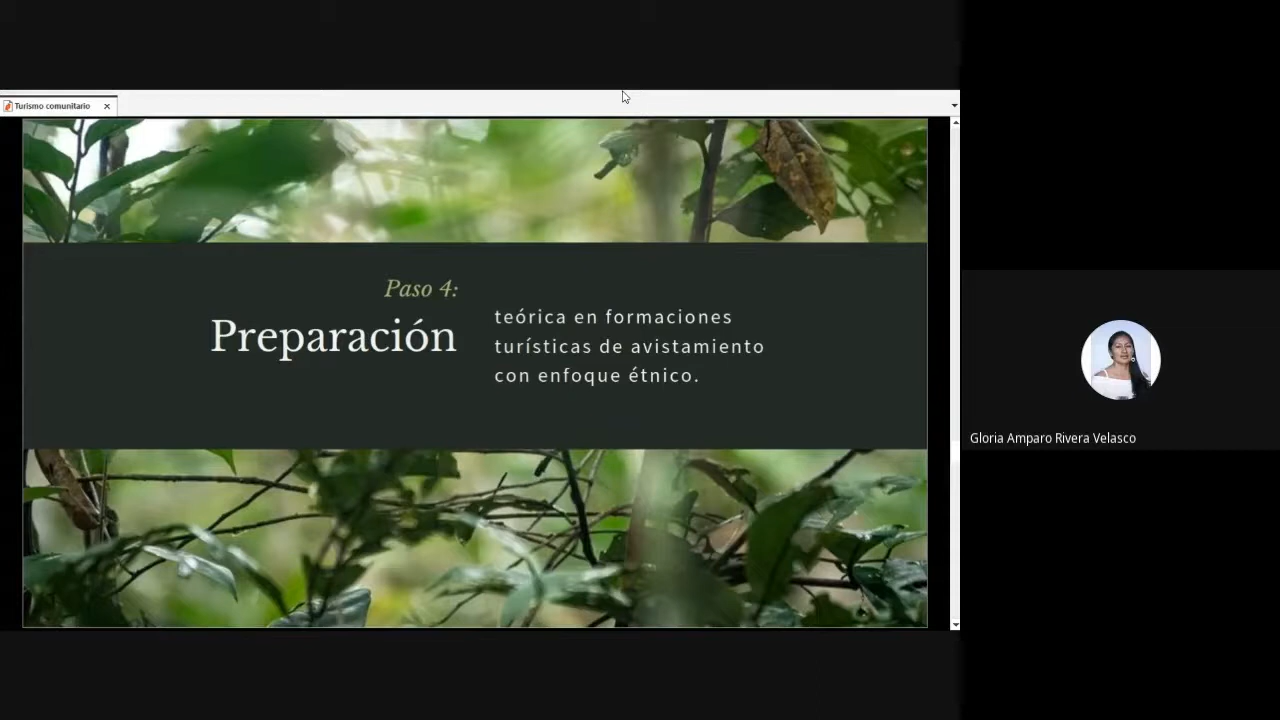 Turismo comunitario
Paso 4:
Preparación
teórica en formaciones
turísticas de avistamiento
con enfoque étnico.
Gloria Amparo Rivera Velasco